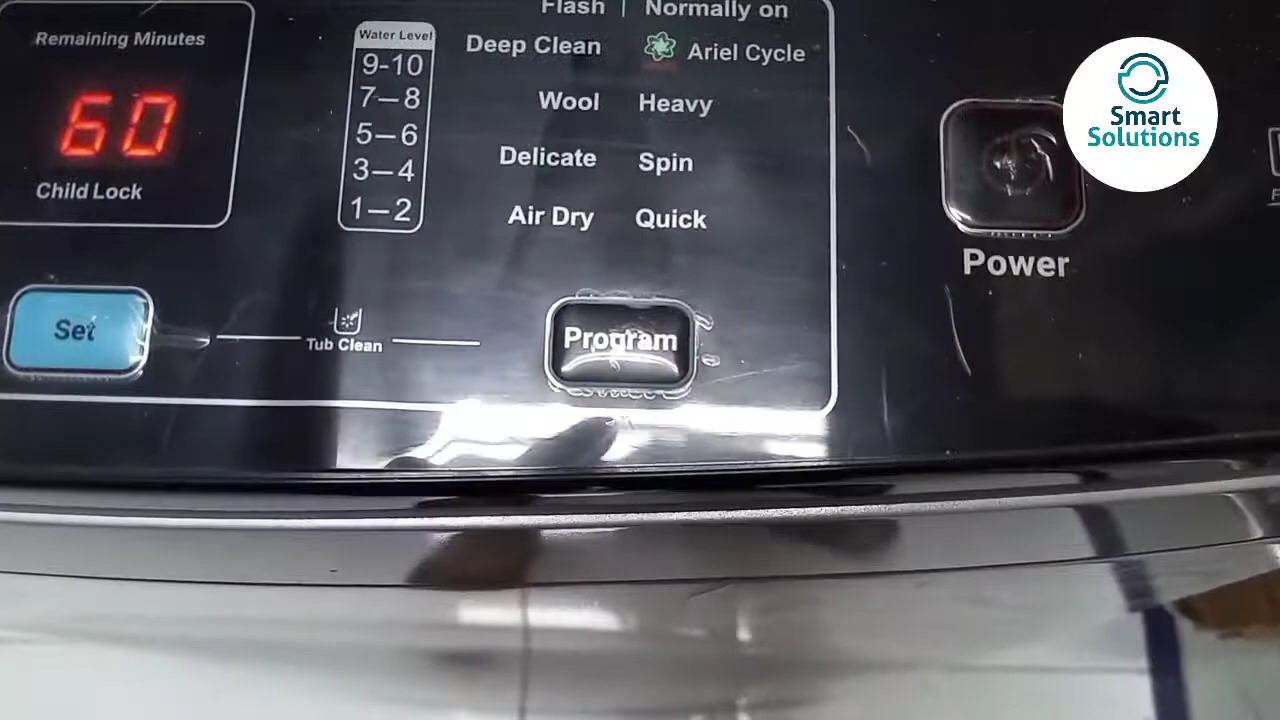 Flash | Normally on
Remaining Minutes
60
Child Lock
Water Level
9-10
7–8
5–6
3–4
1–2
Deep Clean
Ariel Cycle
Wool
Heavy
Delicate
Spin
Air Dry
Quick
Smart
Solutions
Power
Set
Tub Clean
Program